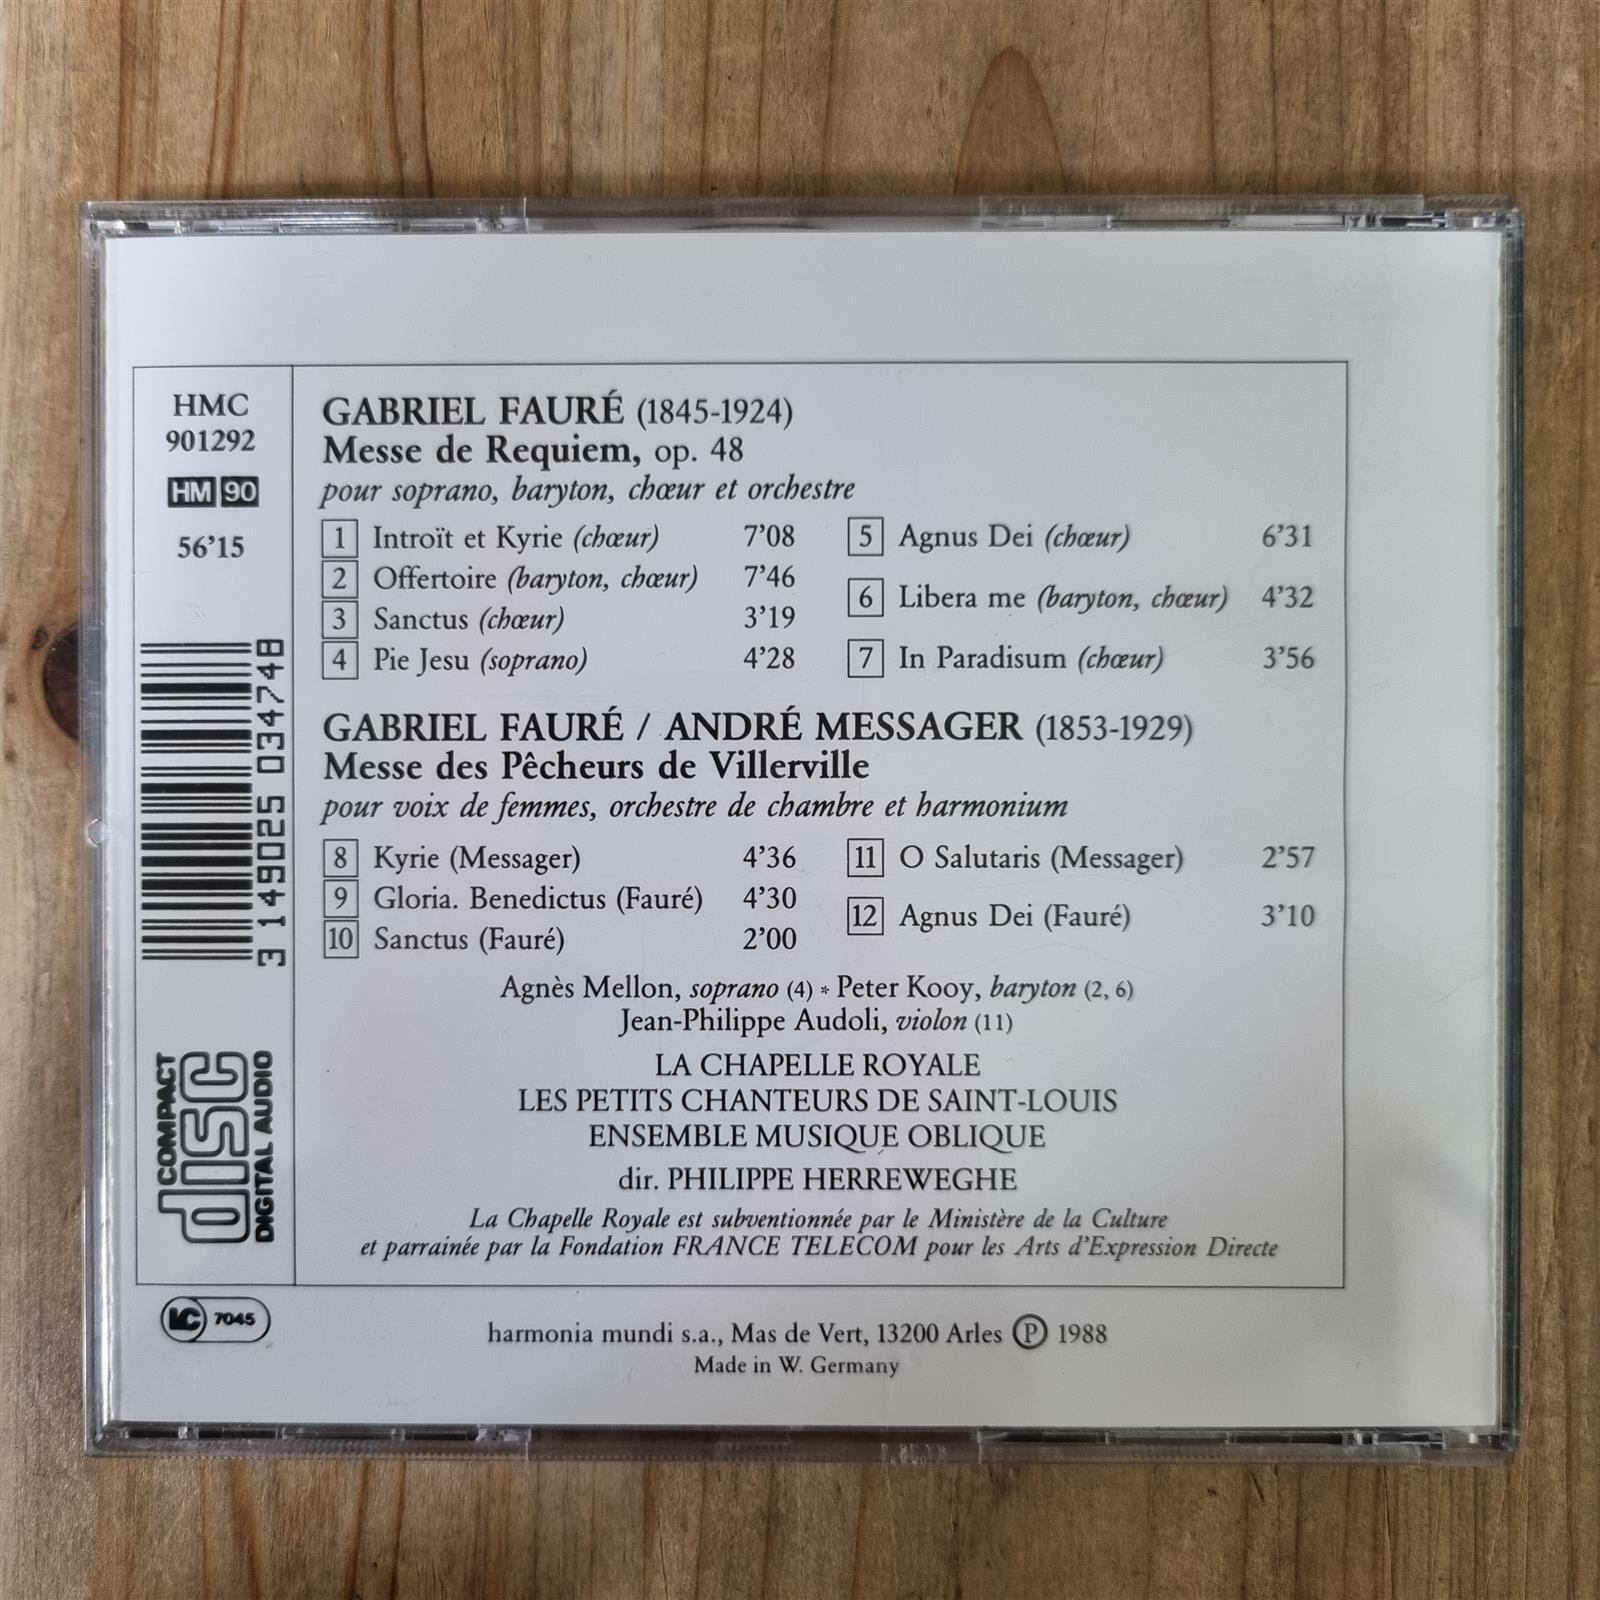 HMC
901292
HM 90
56'15
3 149025 034748
COMPACT
disc
DIGITAL AUDIO
LC 7045
GABRIEL FAURÉ (1845-1924)
Messe de Requiem, op. 48
pour soprano, baryton, chœur et orchestre
1 Introït et Kyrie (chœur) 7'08
2 Offertoire (baryton, chœur) 7'46
3 Sanctus (chœur) 3'19
4 Pie Jesu (soprano) 4'28
5 Agnus Dei (chœur) 6'31
6 Libera me (baryton, chœur) 4'32
7 In Paradisum (chœur) 3'56
GABRIEL FAURÉ / ANDRÉ MESSAGER (1853-1929)
Messe des Pêcheurs de Villerville
pour voix de femmes, orchestre de chambre et harmonium
8 Kyrie (Messager) 4'36
9 Gloria. Benedictus (Fauré) 4'30
10 Sanctus (Fauré) 2'00
11 O Salutaris (Messager) 2'57
12 Agnus Dei (Fauré) 3'10
Agnès Mellon, soprano (4) * Peter Kooy, baryton (2, 6)
Jean-Philippe Audoli, violon (11)
LA CHAPELLE ROYALE
LES PETITS CHANTEURS DE SAINT-LOUIS
ENSEMBLE MUSIQUE OBLIQUE
dir. PHILIPPE HERREWEGHE
La Chapelle Royale est subventionnée par le Ministère de la Culture
et parrainée par la Fondation FRANCE TELECOM pour les Arts d'Expression Directe
harmonia mundi s.a., Mas de Vert, 13200 Arles ℗ 1988
Made in W. Germany